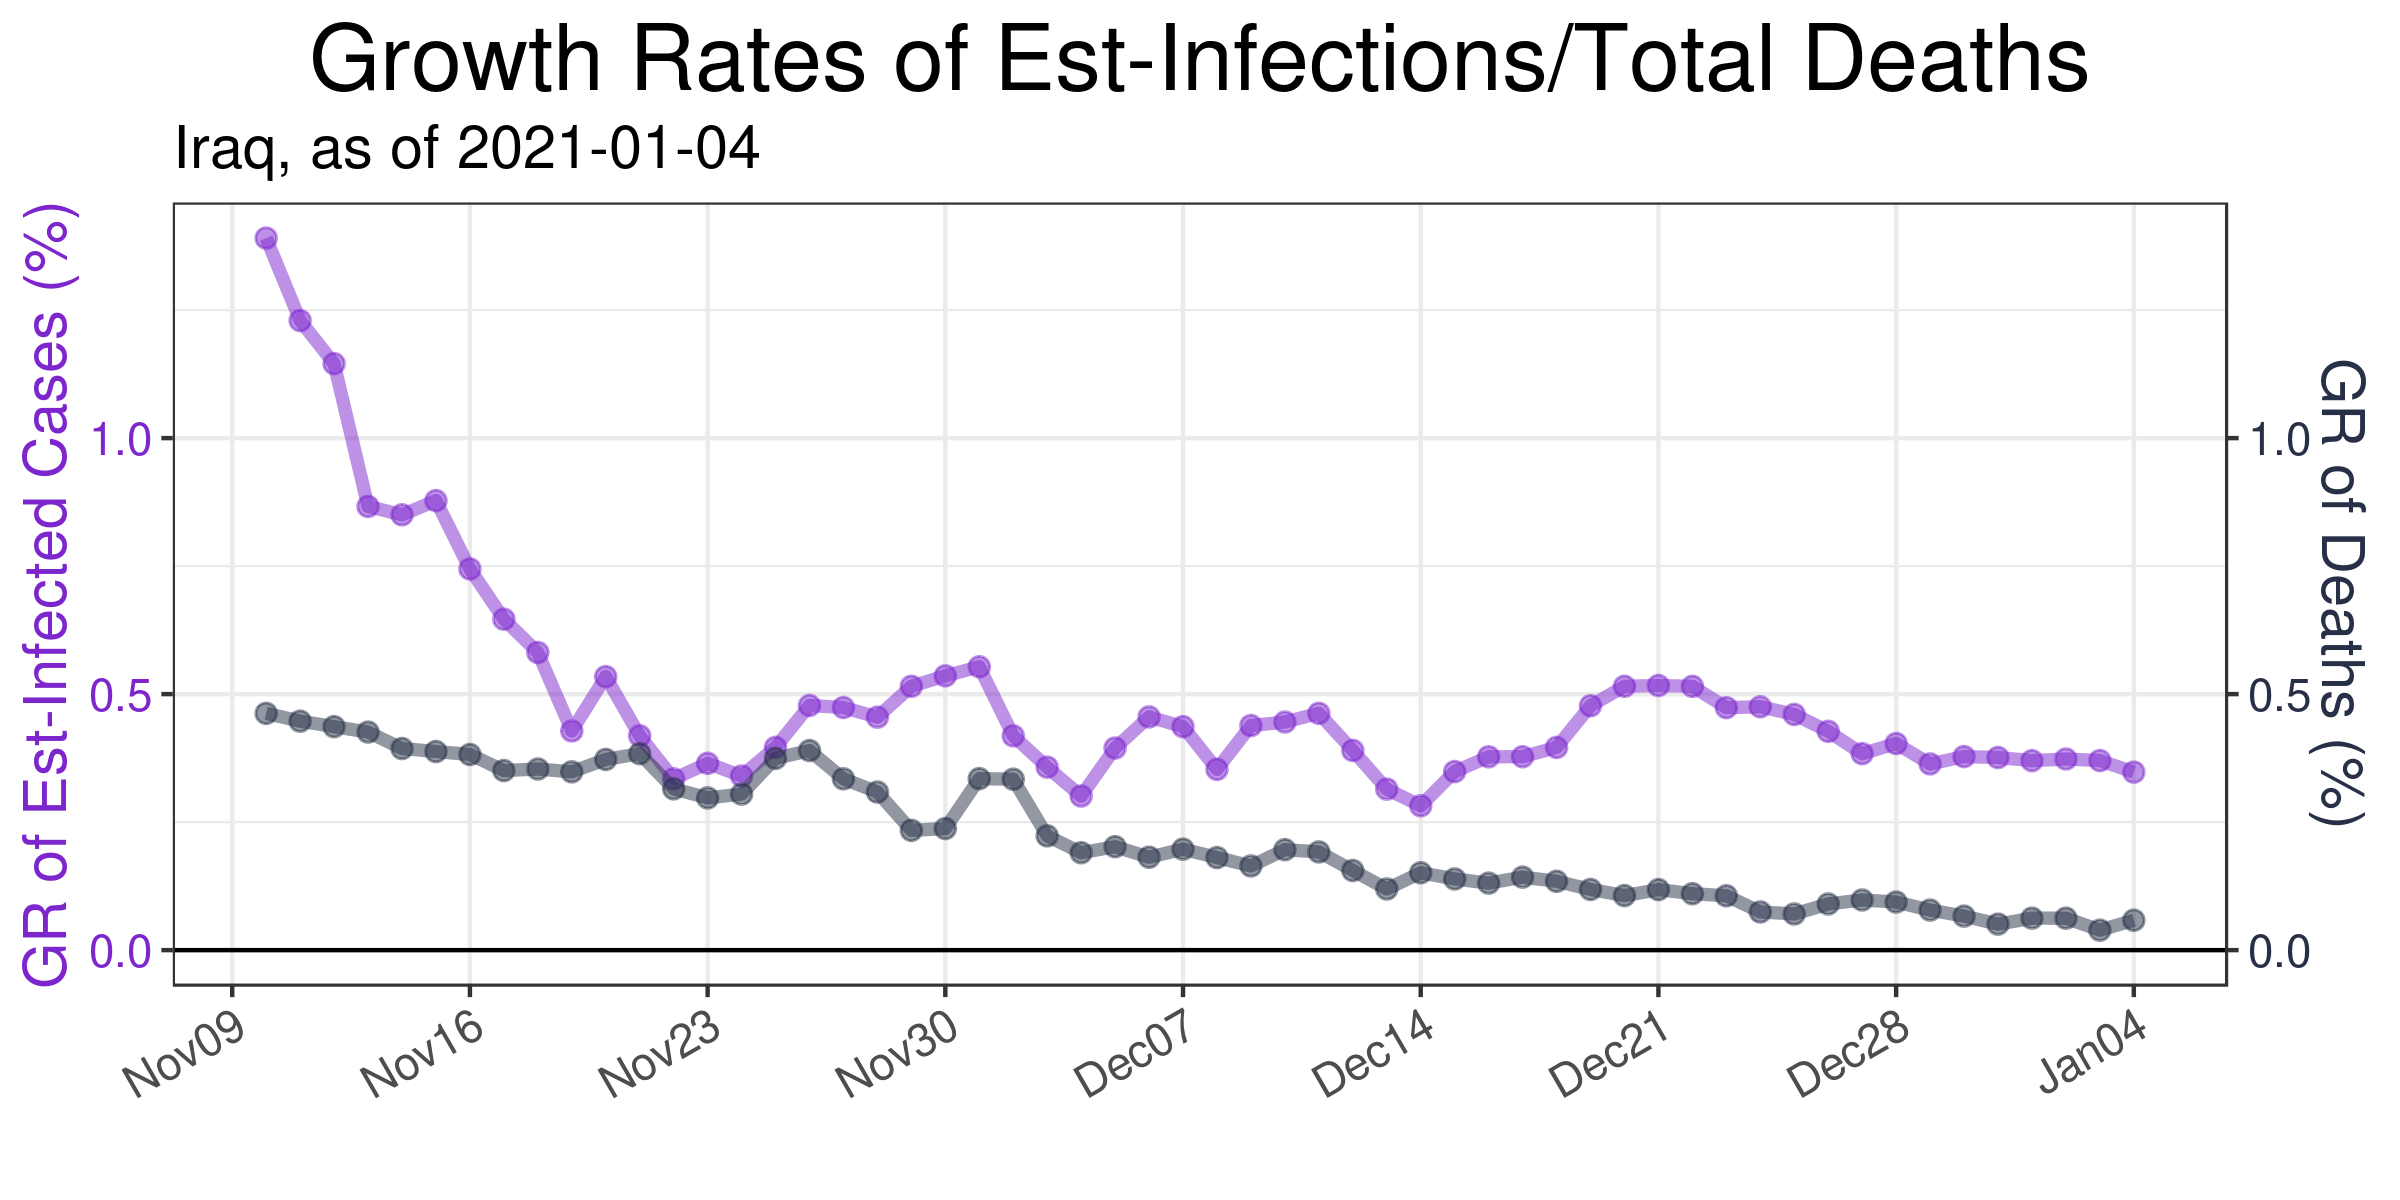 Growth Rates of Est-Infections/Total Deaths
Iraq, as of 2021-01-04
GR of Est-Infected Cases (%)
1.0
0.5
0.0
GR of Deaths (%)
1.0
0.5
0.0
Nov09
Nov16
Nov23
Nov30
Dec07
Dec14
Dec21
Dec28
Jan04